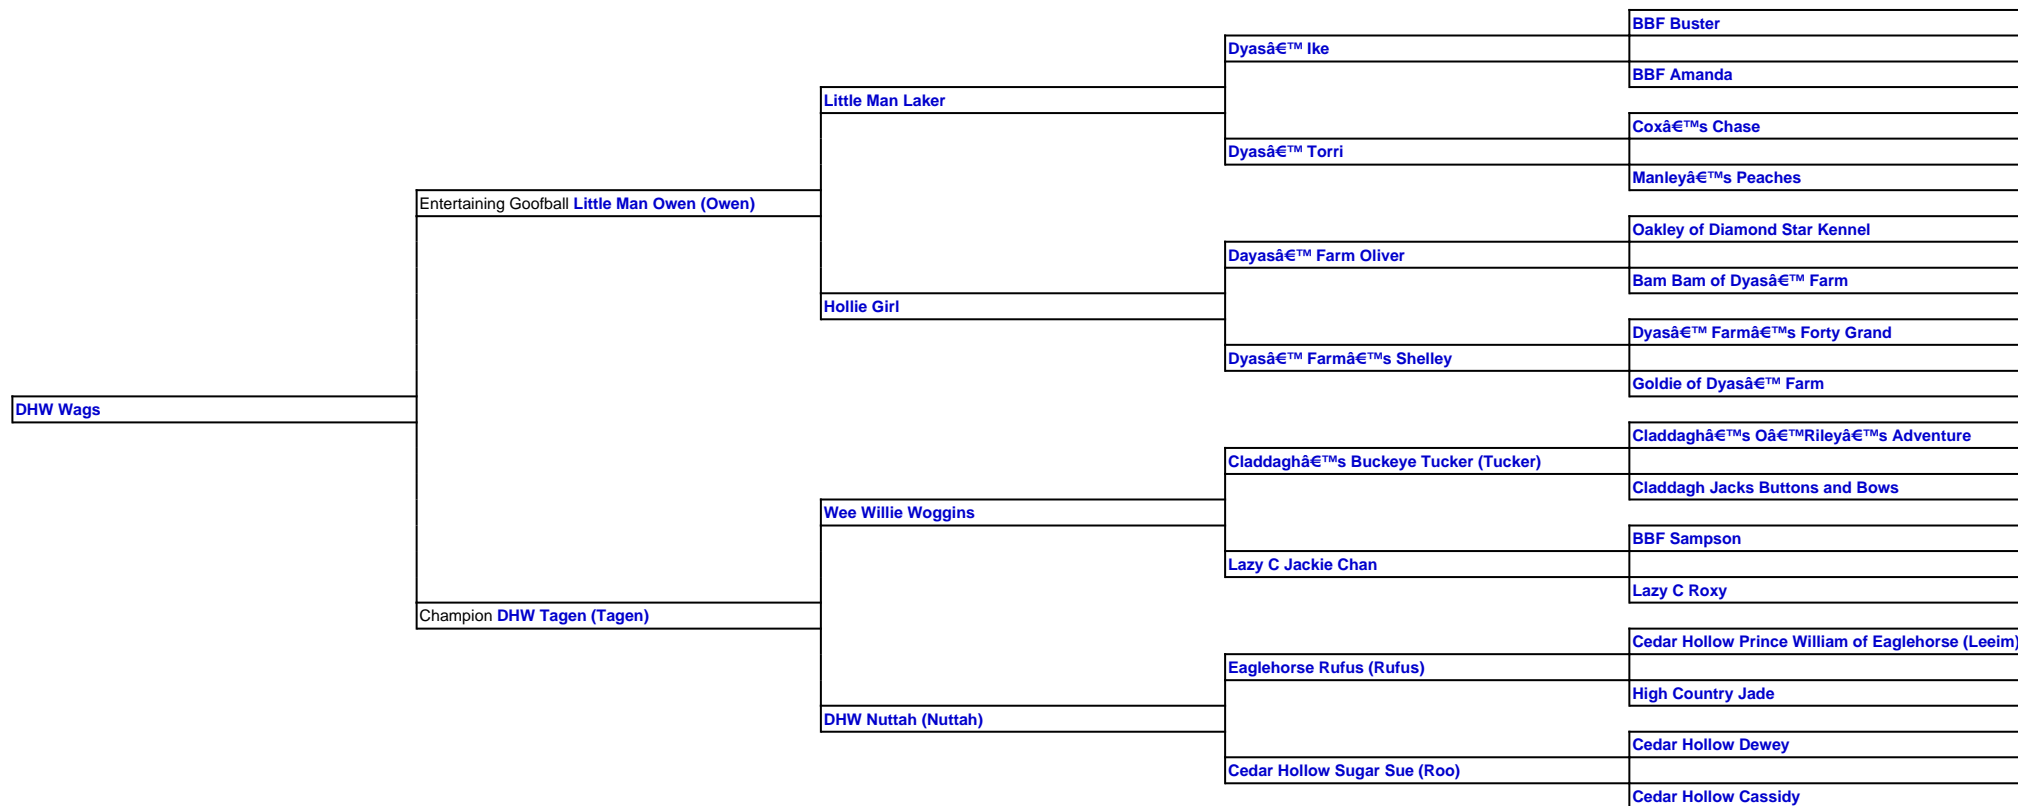 BBF Buster
Dyasâ€™ Ike
BBF Amanda
Little Man Laker
Coxâ€™s Chase
Dyasâ€™ Torri
Manleyâ€™s Peaches
Entertaining Goofball Little Man Owen (Owen)
Oakley of Diamond Star Kennel
Dayasâ€™ Farm Oliver
Bam Bam of Dyasâ€™ Farm
Hollie Girl
Dyasâ€™ Farmâ€™s Forty Grand
Dyasâ€™ Farmâ€™s Shelley
Goldie of Dyasâ€™ Farm
DHW Wags
Claddaghâ€™s Oâ€™Rileyâ€™s Adventure
Claddaghâ€™s Buckeye Tucker (Tucker)
Claddagh Jacks Buttons and Bows
Wee Willie Woggins
BBF Sampson
Lazy C Jackie Chan
Lazy C Roxy
Champion DHW Tagen (Tagen)
Cedar Hollow Prince William of Eaglehorse (Leeim)
Eaglehorse Rufus (Rufus)
High Country Jade
DHW Nuttah (Nuttah)
Cedar Hollow Dewey
Cedar Hollow Sugar Sue (Roo)
Cedar Hollow Cassidy